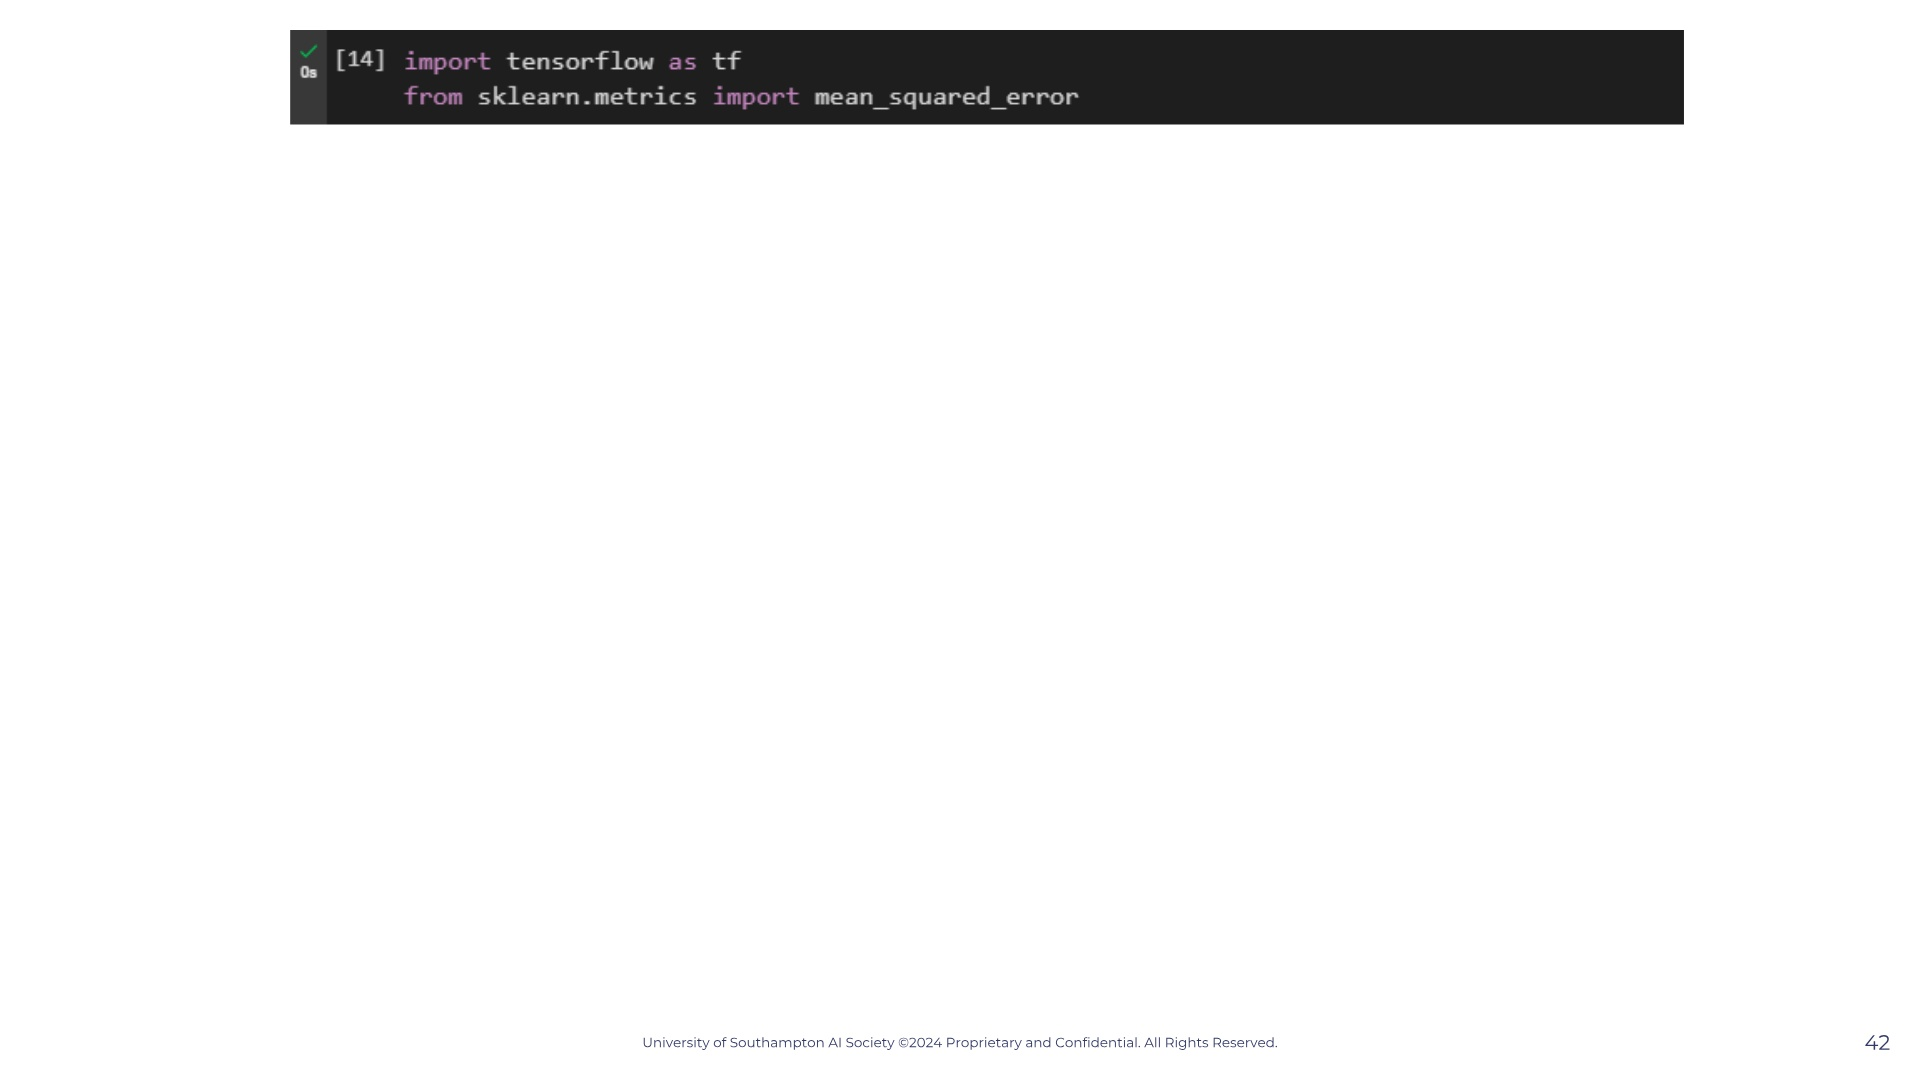 [14] import tensorflow as tf
0s
from sklearn.metrics import mean_squared_error
University of Southampton AI Society ©2024 Proprietary and Confidential. All Rights Reserved.
42